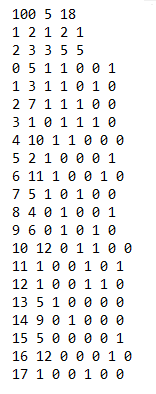 100 5 18
1 2 1 2 1
2 3 3 5 5
0 5 1 1 0 0 1
1 3 1 1 0 1 0
2 7 1 1 1 0 0
3 1 0 1 1 1 0
4 10 1 1 0 0 0
5 2 1 0 0 0 1
6 11 1 0 0 1 0
7 5 1 0 1 0 0
8 4 0 1 0 0 1
9 6 0 1 0 1 0
10 12 0 1 1 0 0
11 1 0 0 1 0 1
12 1 0 0 1 1 0
13 5 1 0 0 0 0
14 9 0 1 0 0 0
15 5 0 0 0 0 1
16 12 0 0 0 1 0
17 1 0 0 1 0 0